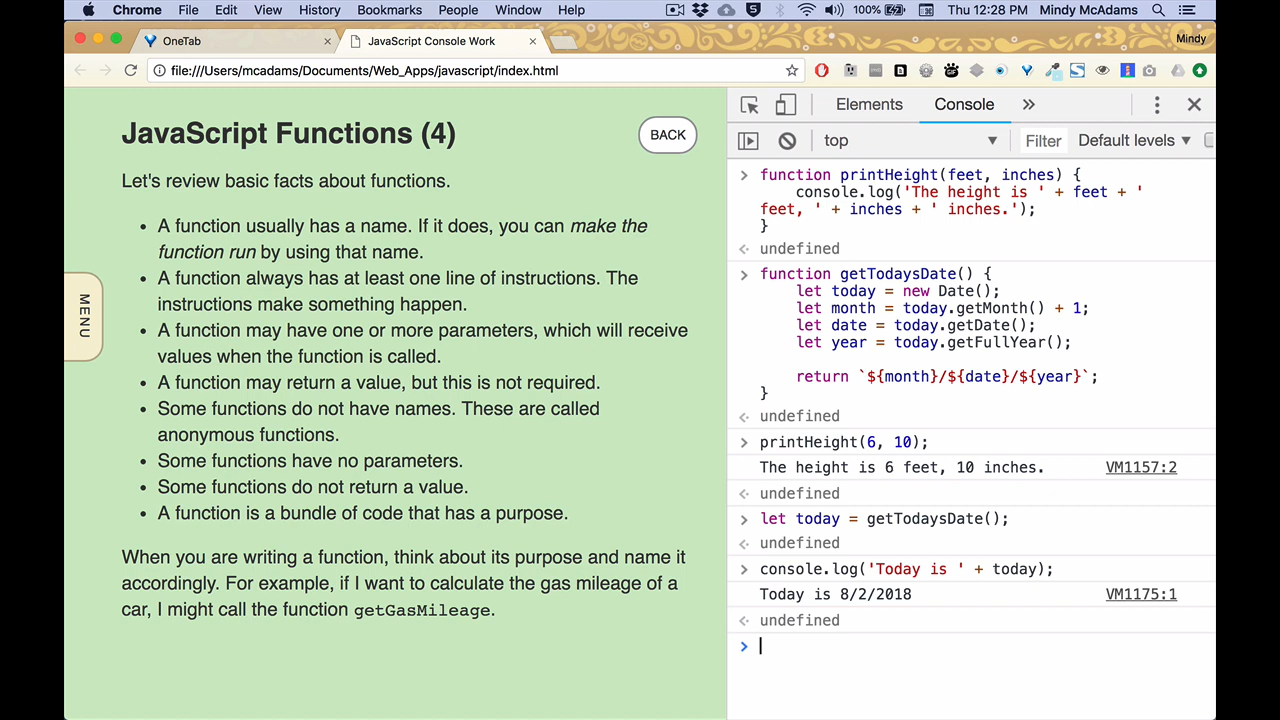 Chrome File Edit View History Bookmarks People Window Help 100% Thu 12:28 PM Mindy McAdams
OneTab × JavaScript Console Work × Mindy
file:///Users/mcadams/Documents/Web_Apps/javascript/index.html
JavaScript Functions (4)
BACK
Let's review basic facts about functions.
• A function usually has a name. If it does, you can make the
function run by using that name.
• A function always has at least one line of instructions. The
instructions make something happen.
• A function may have one or more parameters, which will receive
values when the function is called.
• A function may return a value, but this is not required.
• Some functions do not have names. These are called
anonymous functions.
• Some functions have no parameters.
• Some functions do not return a value.
• A function is a bundle of code that has a purpose.
When you are writing a function, think about its purpose and name it
accordingly. For example, if I want to calculate the gas mileage of a
car, I might call the function getGasMileage.
MENU
Elements Console »
top Filter Default levels
> function printHeight(feet, inches) {
console.log('The height is ' + feet + '
feet, ' + inches + ' inches.');
}
undefined
> function getTodaysDate() {
let today = new Date();
let month = today.getMonth() + 1;
let date = today.getDate();
let year = today.getFullYear();
return `${month}/${date}/${year}`;
}
undefined
> printHeight(6, 10);
The height is 6 feet, 10 inches. VM1157:2
undefined
> let today = getTodaysDate();
undefined
> console.log('Today is ' + today);
Today is 8/2/2018 VM1175:1
undefined
>